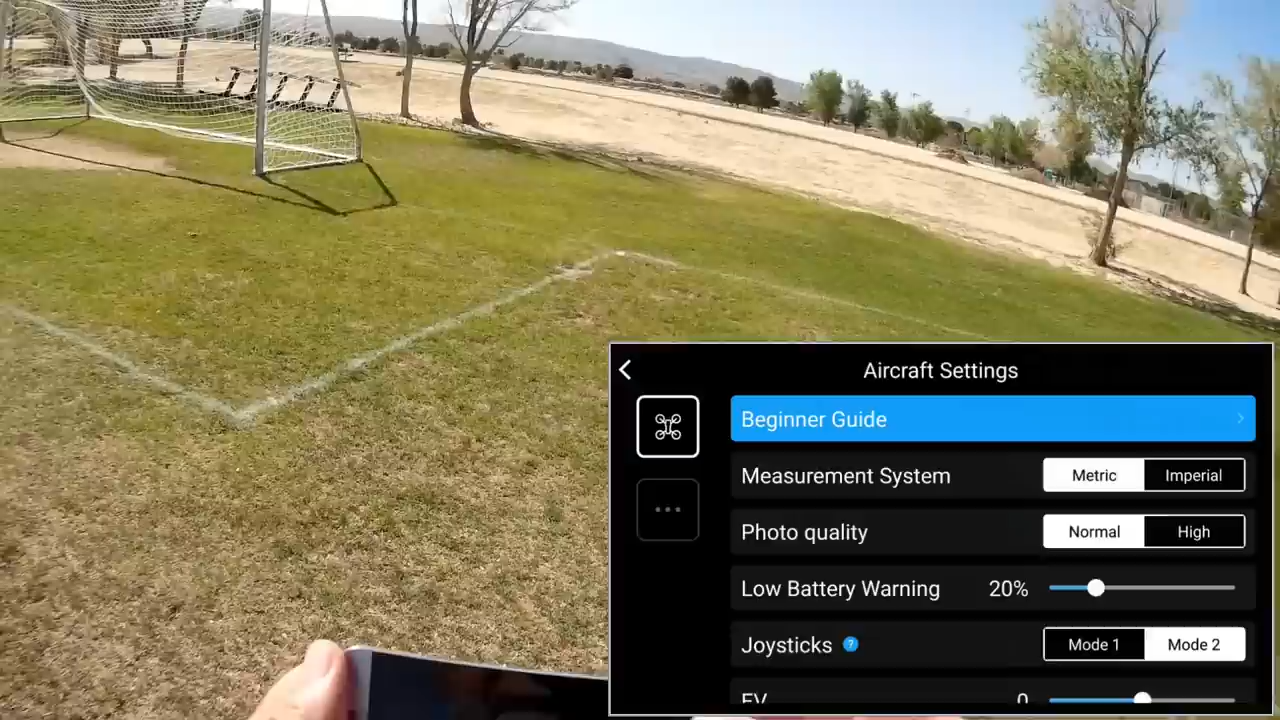 Aircraft Settings
Beginner Guide
Measurement System Metric Imperial
Photo quality Normal High
Low Battery Warning 20%
Joysticks ? Mode 1 Mode 2
EV 0